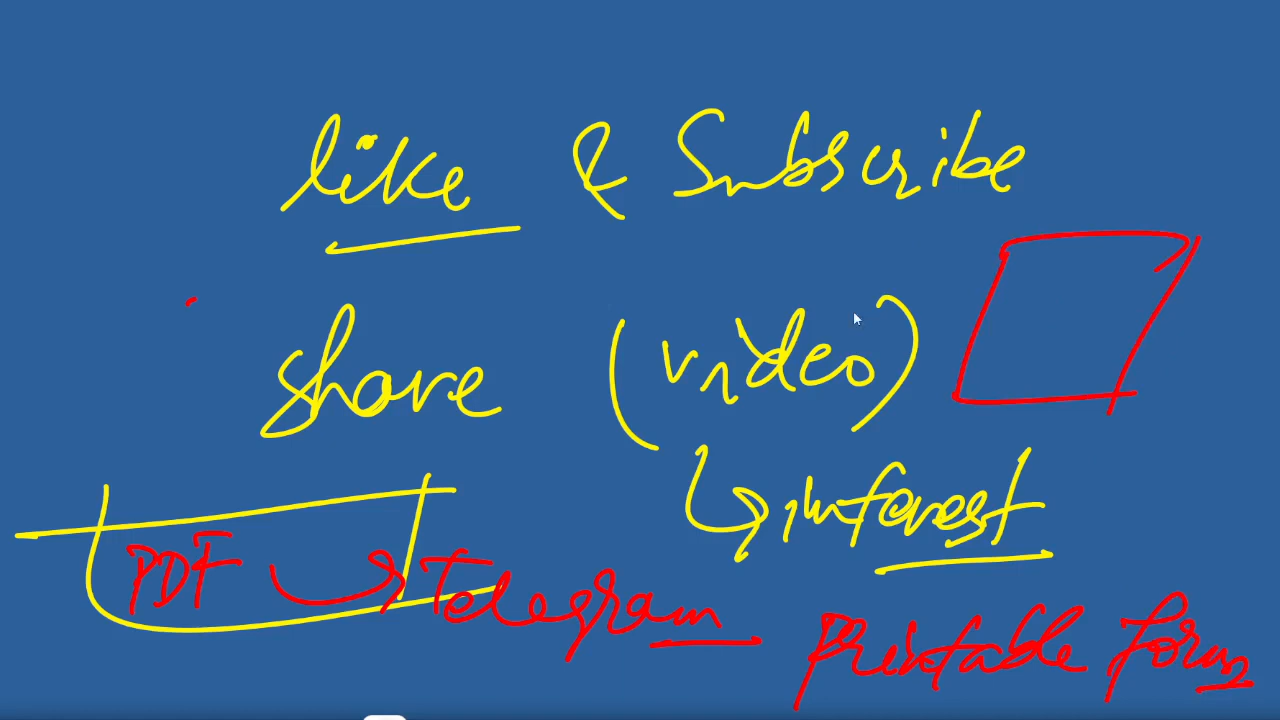 like & Subscribe
share (video)
↳ interest
PDF → Telegram
Printable form